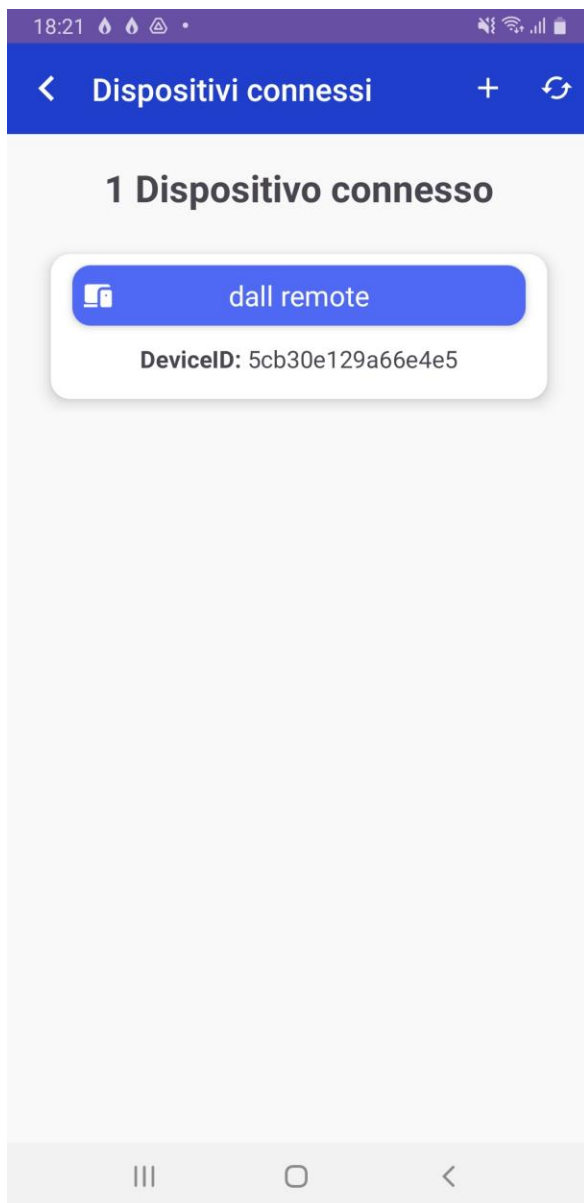 18:21
Dispositivi connessi
1 Dispositivo connesso
dall remote
DeviceID: 5cb30e129a66e4e5